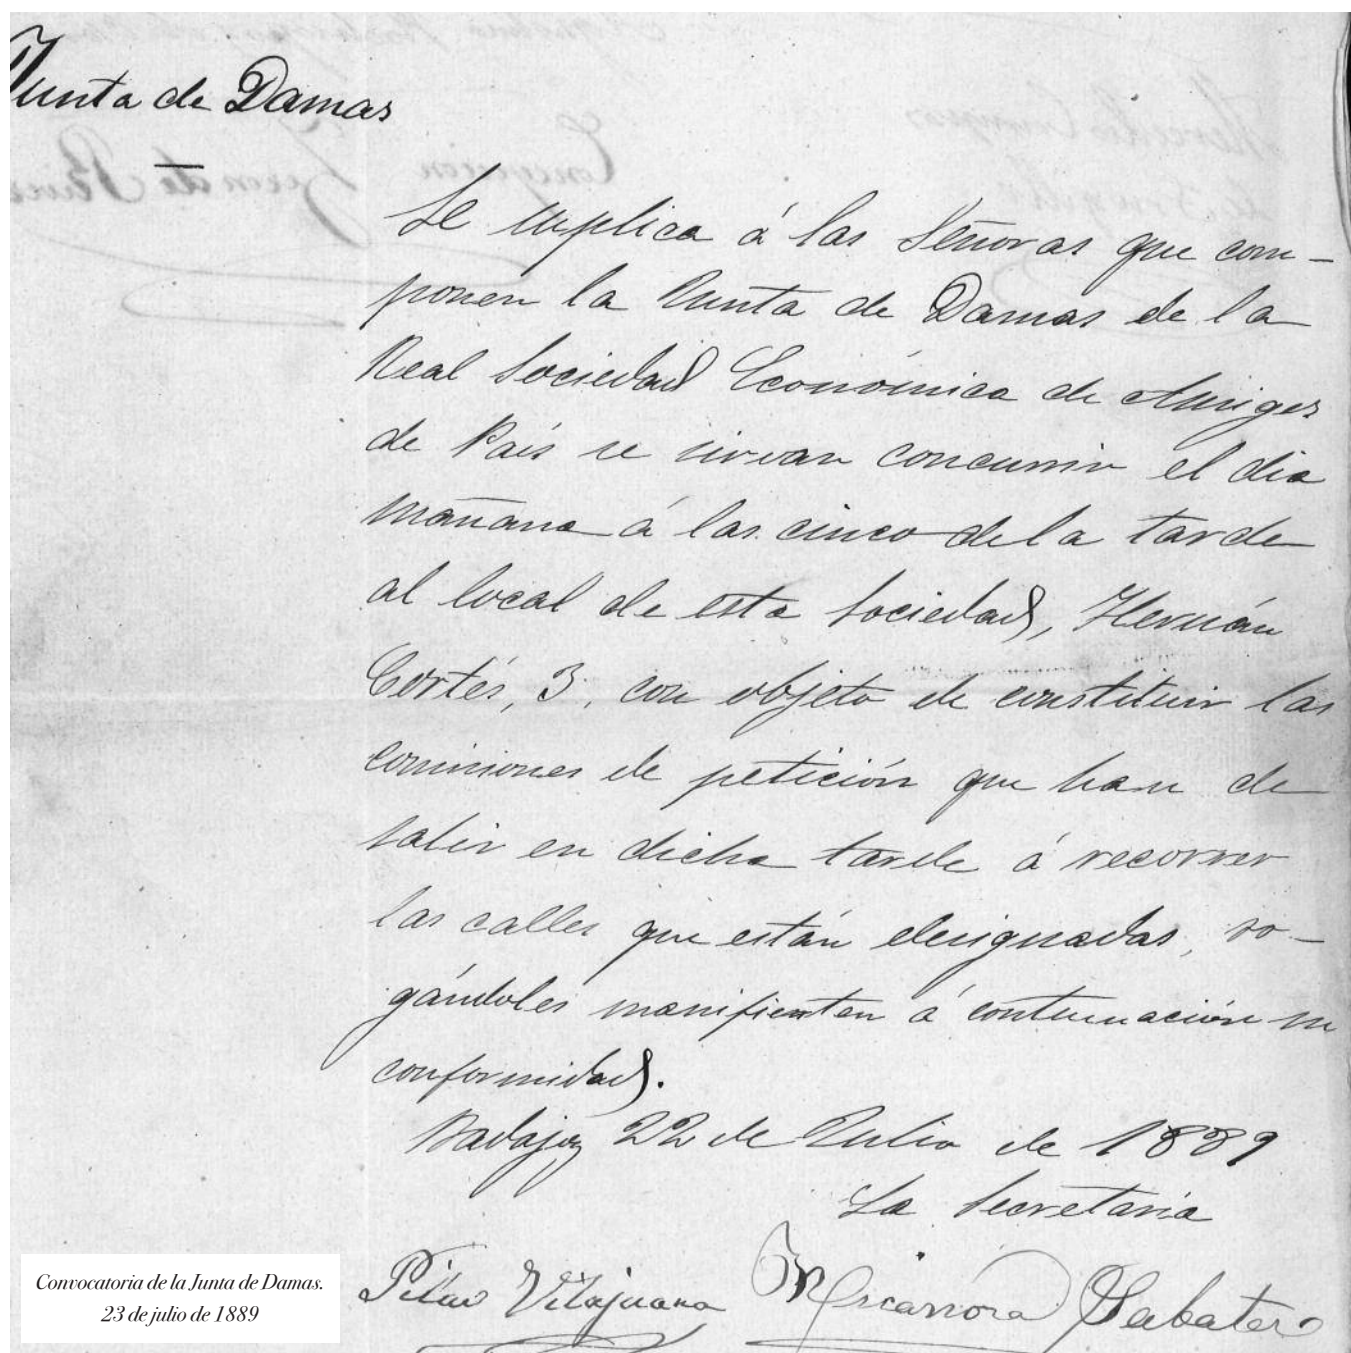 Junta de Damas
Se suplica á las Señoras que com-
ponen la Junta de Damas de la
Real Sociedad Económica de Amigos
de País se sirvan concurrir el dia
mañana á las cinco de la tarde
al local de esta Sociedad, Hernán
Cortés, 3, con objeto de constituir las
comisiones de petición que han de
salir en dicha tarde á recorrer
las calles que están designadas, ro-
gándoles manifiesten á continuación su
conformidad.
Badajoz 22 de Julio de 1889
La Secretaria
Pilar Vilajuana
Sabater
Convocatoria de la Junta de Damas.
23 de julio de 1889